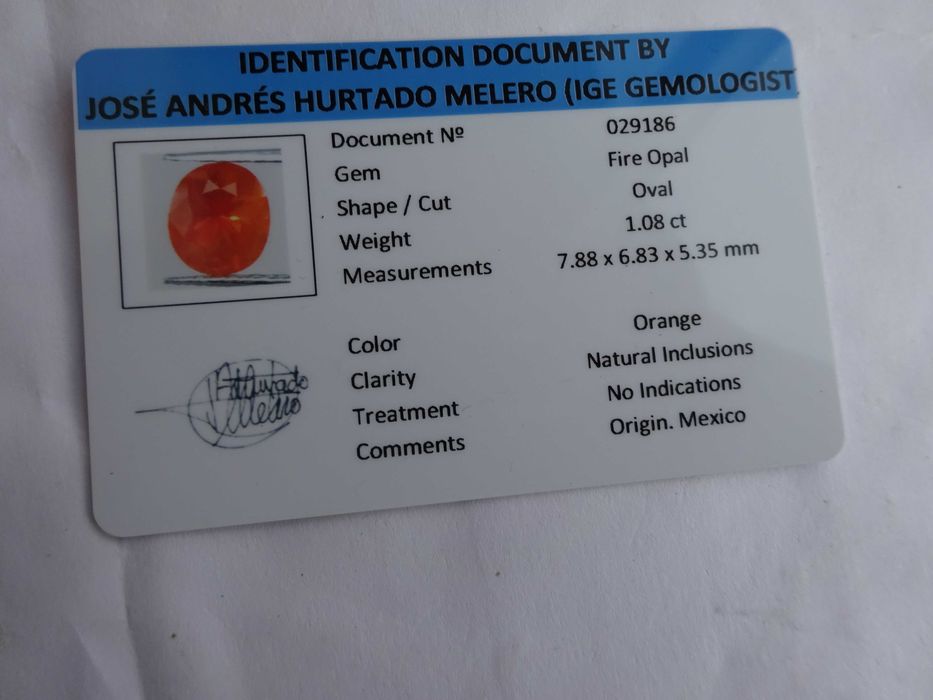 IDENTIFICATION DOCUMENT BY
JOSÉ ANDRÉS HURTADO MELERO (IGE GEMOLOGIST
Document Nº 029186
Gem Fire Opal
Shape / Cut Oval
Weight 1.08 ct
Measurements 7.88 x 6.83 x 5.35 mm
Color Orange
Clarity Natural Inclusions
Treatment No Indications
Comments Origin. Mexico